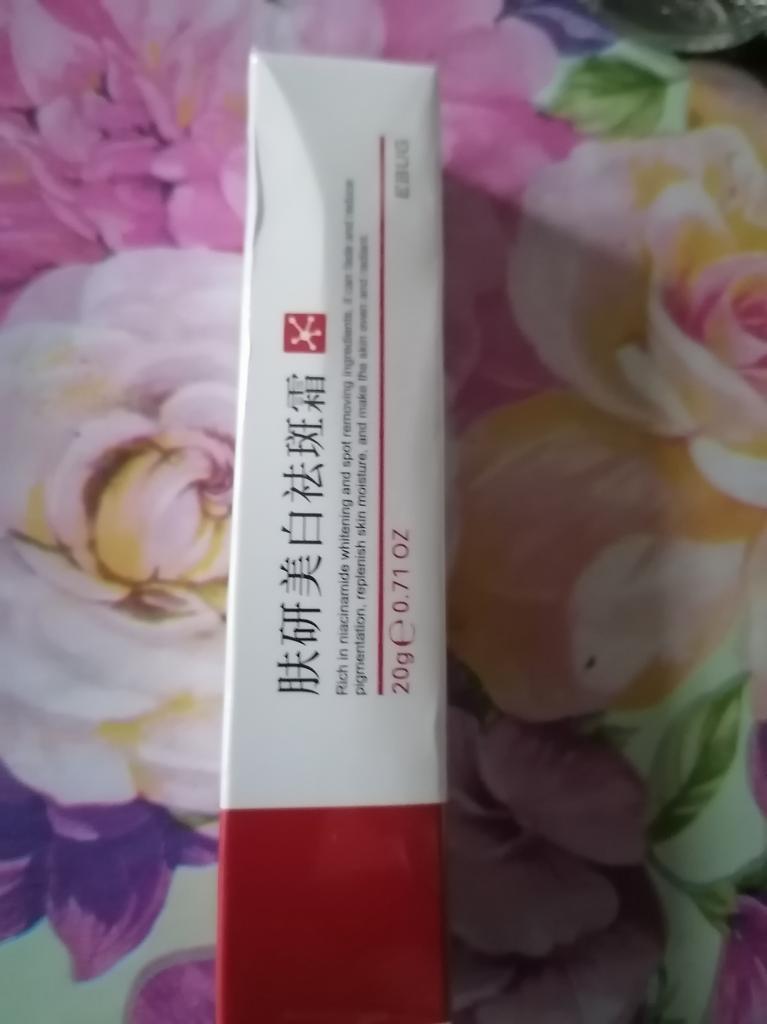 肤研美白祛斑霜
Rich in niacinamide whitening and spot removing ingredients, it can fade and reduce
pigmentation, replenish skin moisture, and make the skin even and radiant.
20g ℮ 0.71 OZ
EBUG